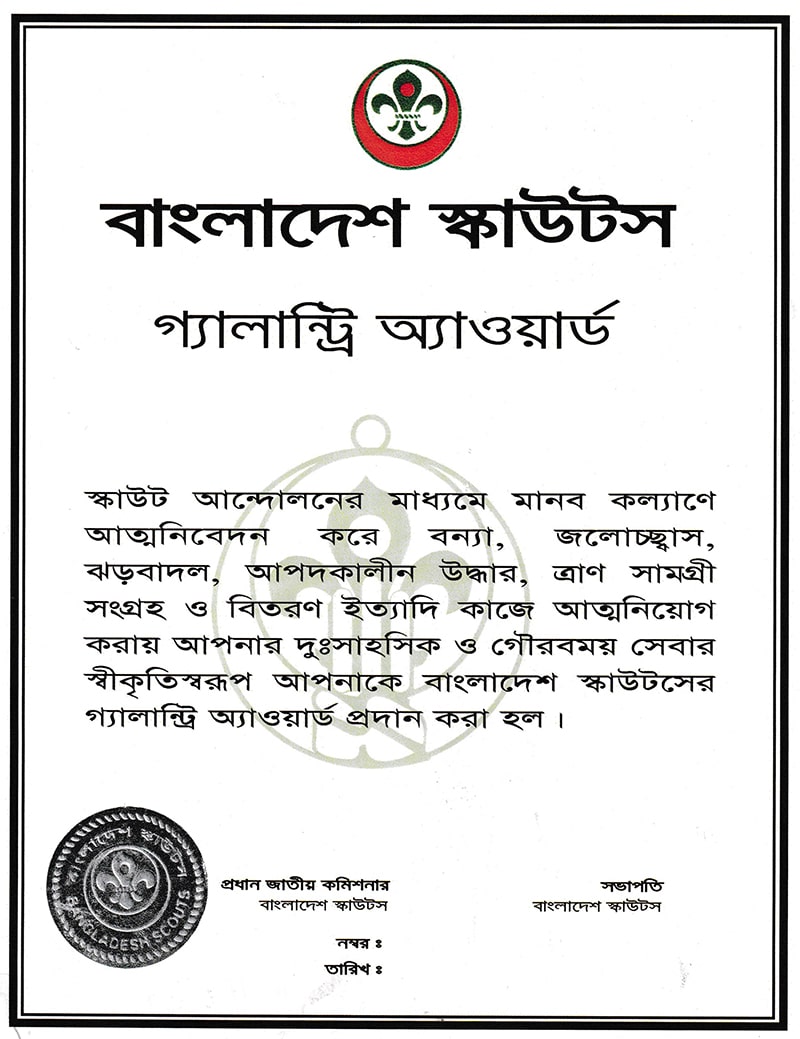 বাংলাদেশ স্কাউটস
গ্যালান্ট্রি অ্যাওয়ার্ড
স্কাউট আন্দোলনের মাধ্যমে মানব কল্যাণে
আত্মনিবেদন করে বন্যা, জলোচ্ছ্বাস,
ঝড়বাদল, আপদকালীন উদ্ধার, ত্রাণ সামগ্রী
সংগ্রহ ও বিতরণ ইত্যাদি কাজে আত্মনিয়োগ
করায় আপনার দুঃসাহসিক ও গৌরবময় সেবার
স্বীকৃতিস্বরূপ আপনাকে বাংলাদেশ স্কাউটসের
গ্যালান্ট্রি অ্যাওয়ার্ড প্রদান করা হল।
বাংলাদেশ স্কাউটস
BANGLADESH SCOUTS
প্রধান জাতীয় কমিশনার
বাংলাদেশ স্কাউটস
নম্বর ঃ
তারিখ ঃ
সভাপতি
বাংলাদেশ স্কাউটস